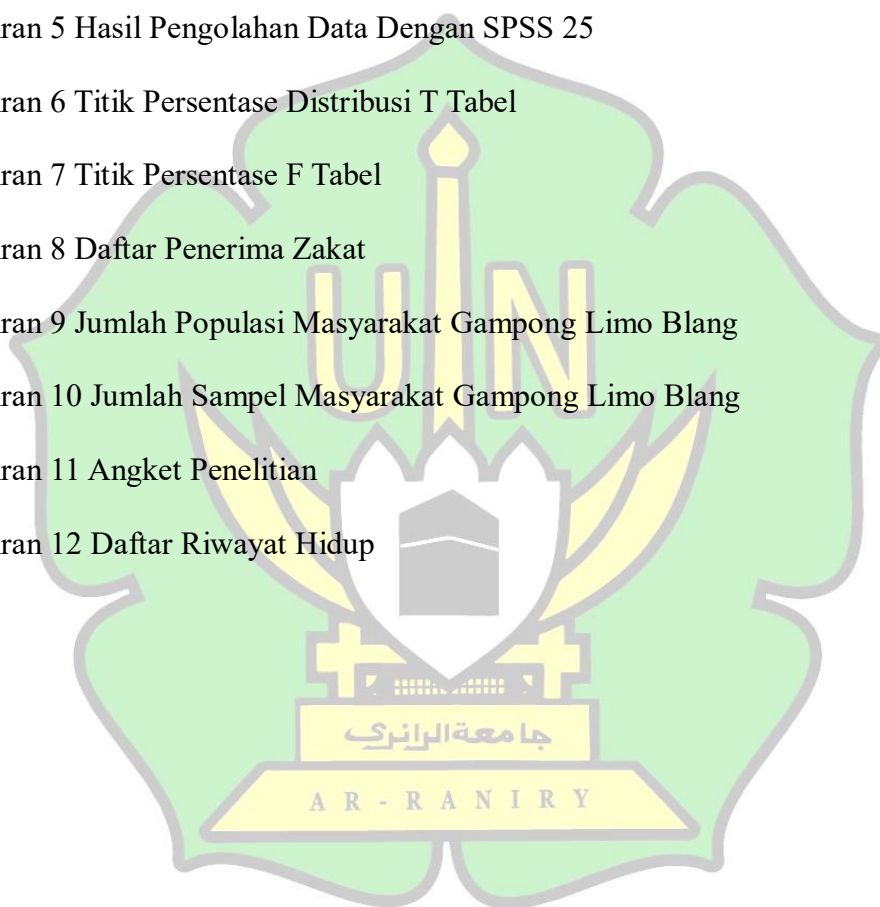 ran 5 Hasil Pengolahan Data Dengan SPSS 25
ran 6 Titik Persentase Distribusi T Tabel
ran 7 Titik Persentase F Tabel
ran 8 Daftar Penerima Zakat
ran 9 Jumlah Populasi Masyarakat Gampong Limo Blang
ran 10 Jumlah Sampel Masyarakat Gampong Limo Blang
ran 11 Angket Penelitian
ran 12 Daftar Riwayat Hidup
UIN
جامعة الرانري
AR-RANIRY